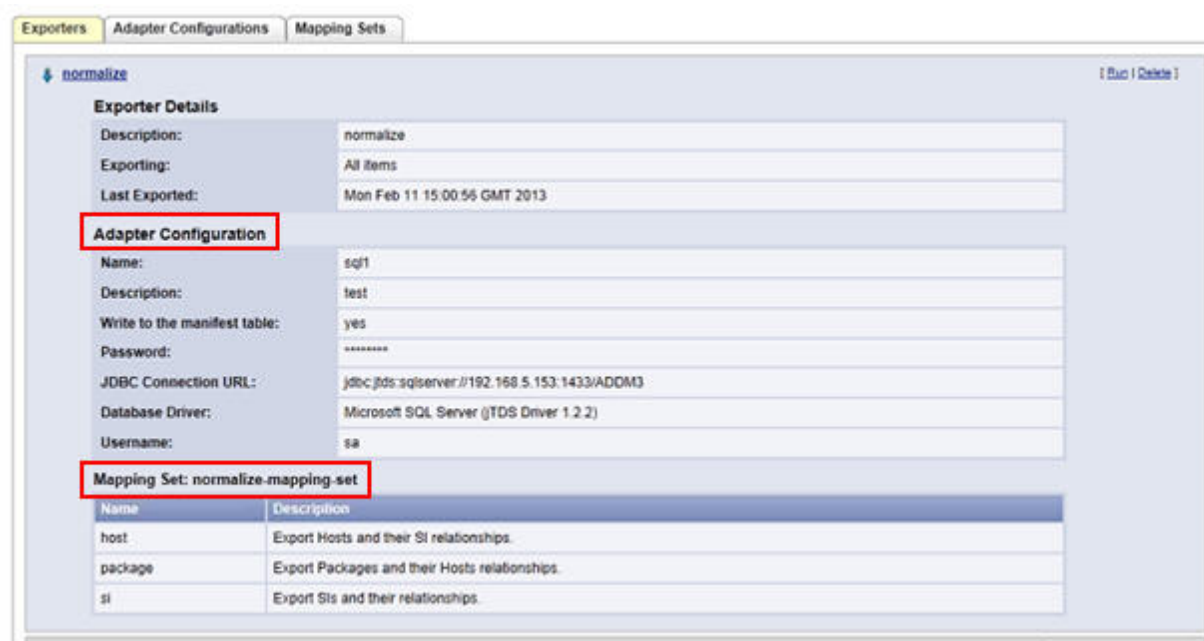 Exporters Adapter Configurations Mapping Sets
normalize [ Run | Delete ]
Exporter Details
Description: normalize
Exporting: All items
Last Exported: Mon Feb 11 15:00:56 GMT 2013
Adapter Configuration
Name: sql1
Description: test
Write to the manifest table: yes
Password: ********
JDBC Connection URL: jdbc:jtds:sqlserver://192.168.5.153:1433/ADDM3
Database Driver: Microsoft SQL Server (jTDS Driver 1.2.2)
Username: sa
Mapping Set: normalize-mapping-set
Name Description
host Export Hosts and their SI relationships.
package Export Packages and their Hosts relationships.
si Export SIs and their relationships.